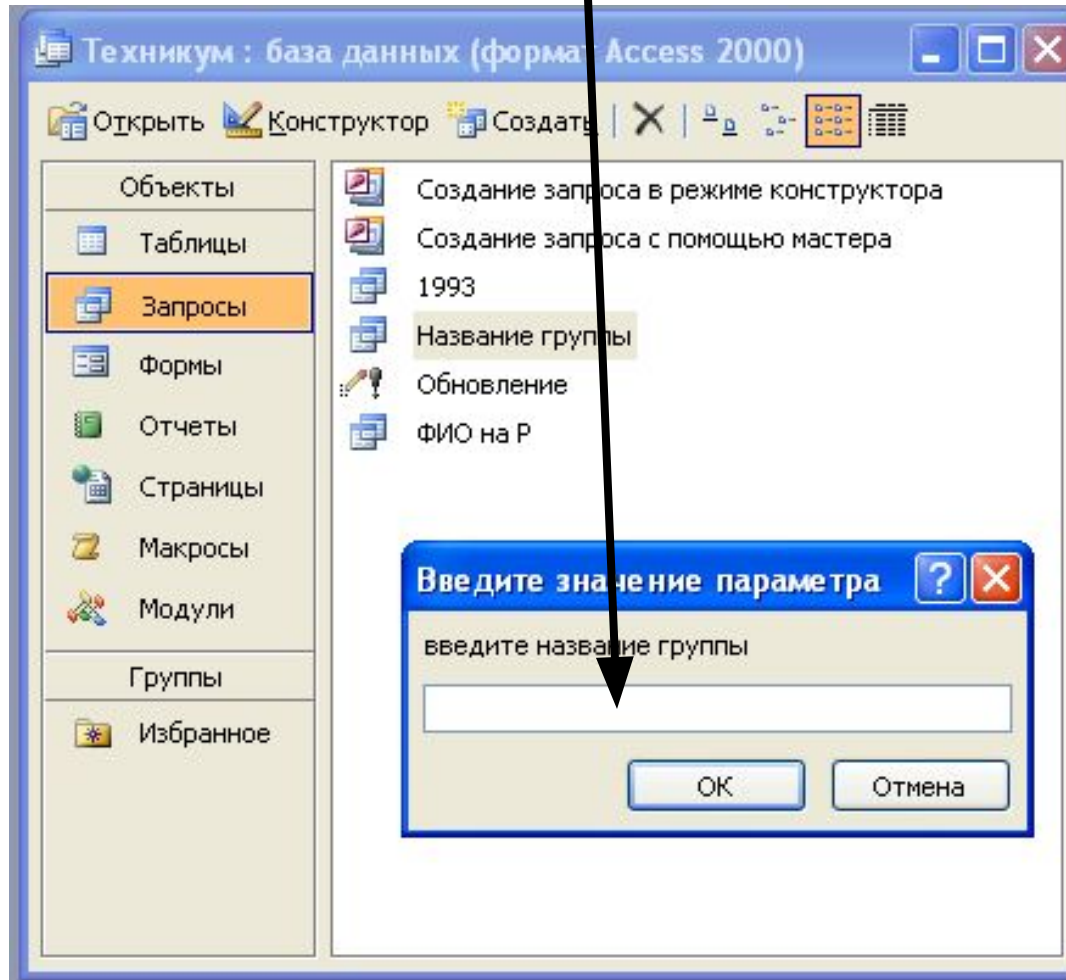 Техникум : база данных (формат Access 2000)
Открыть Конструктор Создать
Объекты
Таблицы
Запросы
Формы
Отчеты
Страницы
Макросы
Модули
Группы
Избранное
Создание запроса в режиме конструктора
Создание запроса с помощью мастера
1993
Название группы
Обновление
ФИО на Р
Введите значение параметра
введите название группы
ОК
Отмена